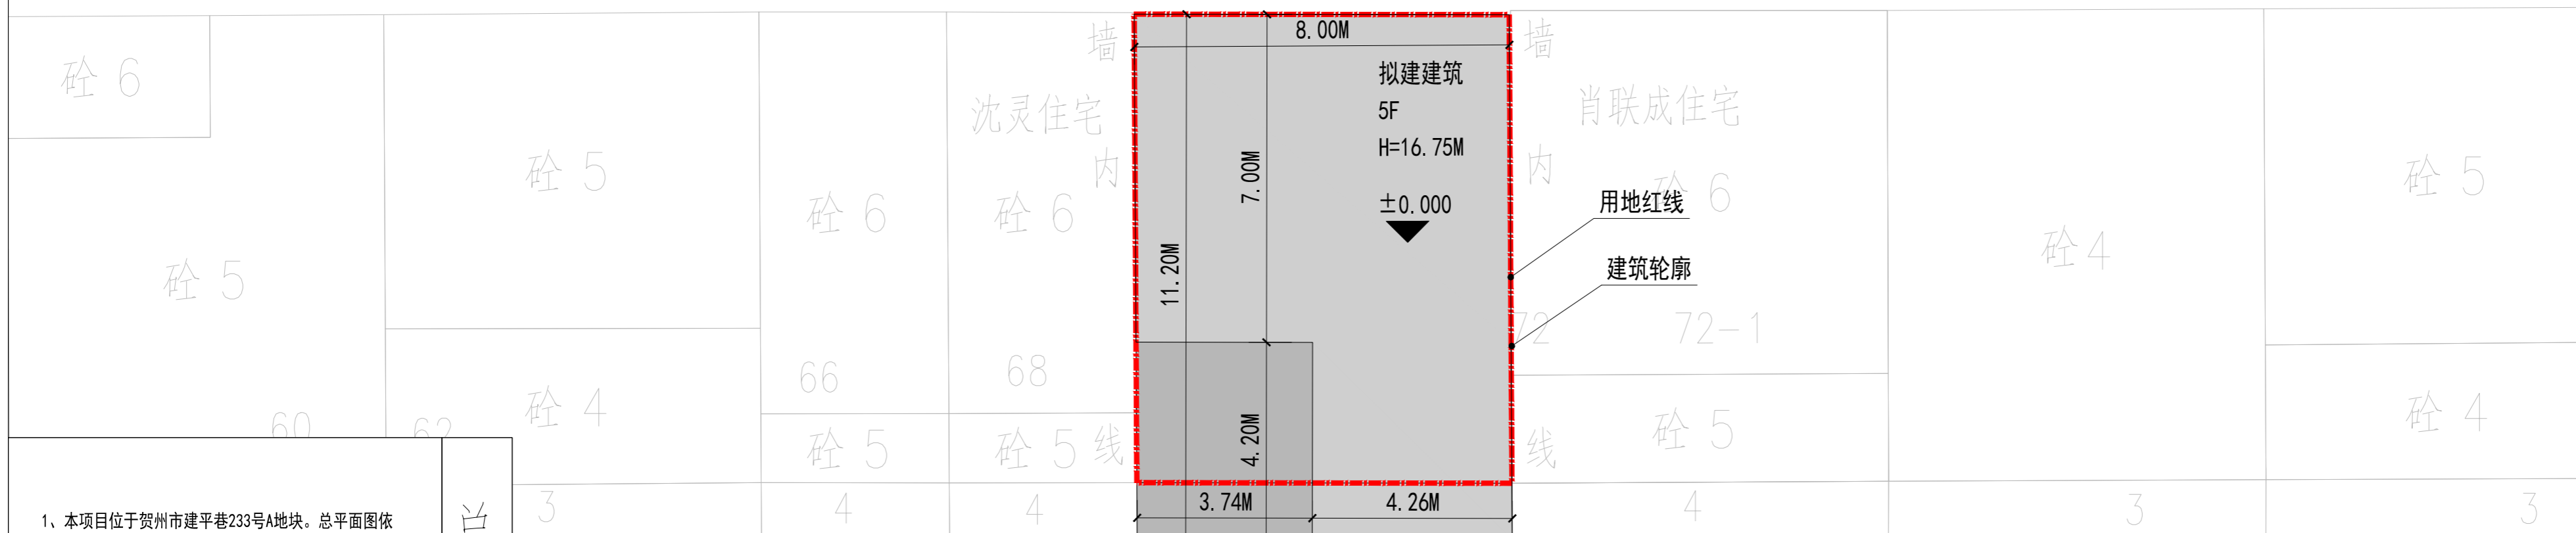 墙
8.00M
墙
砼 6
拟建建筑
沈灵住宅
肖联成住宅
5F
H=16.75M
砼 5
内
7.00M
内
砼 5
砼 6
砼 6
±0.000
用地红线
砼 6
砼 4
砼 5
11.20M
建筑轮廓
72
72-1
66
68
砼 4
砼 4
60
62
砼 5
砼 5
线
4.20M
线
砼 5
3
4
4
3.74M
4.26M
4
3
3
1、本项目位于贺州市建平巷233号A地块。总平面图依